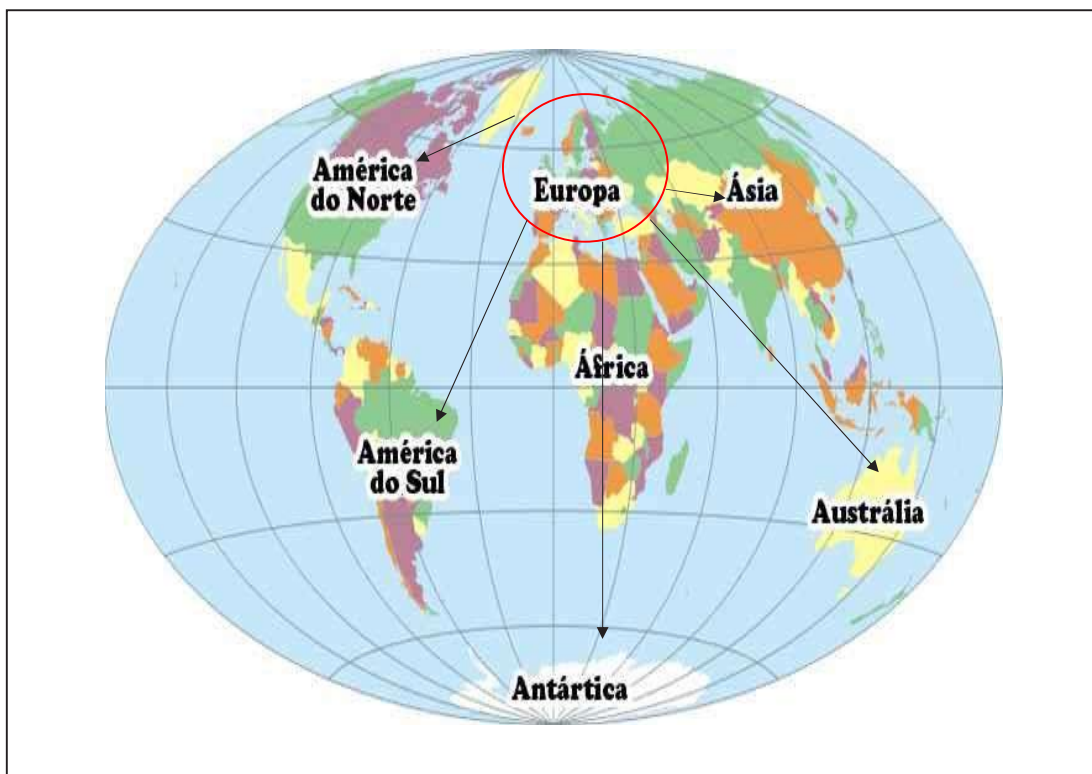 América
do Norte
Europa
Ásia
África
América
do Sul
Austrália
Antártica